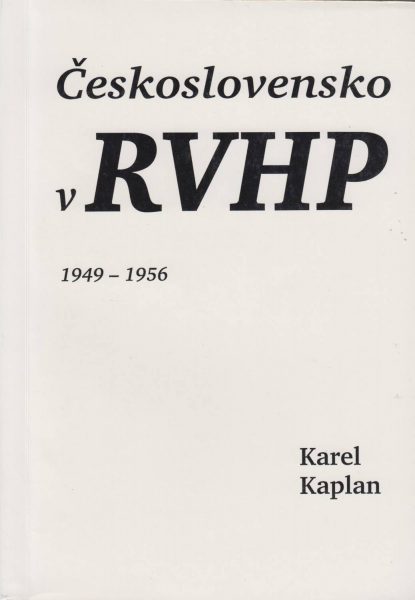 Československo
v RVHP
1949 – 1956
Karel
Kaplan